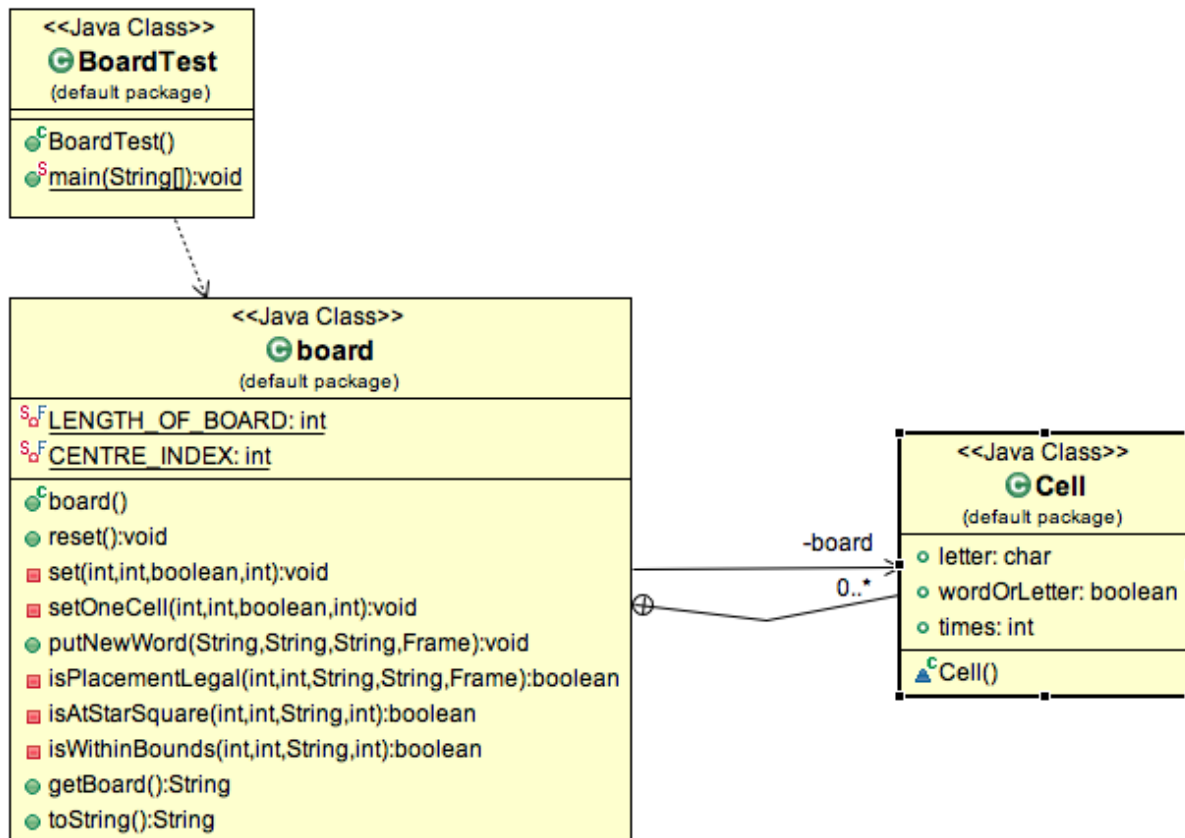 <<Java Class>>
BoardTest
(default package)
BoardTest()
main(String[]):void
<<Java Class>>
board
(default package)
LENGTH_OF_BOARD: int
CENTRE_INDEX: int
board()
reset():void
set(int,int,boolean,int):void
setOneCell(int,int,boolean,int):void
putNewWord(String,String,String,Frame):void
isPlacementLegal(int,int,String,String,Frame):boolean
isAtStarSquare(int,int,String,int):boolean
isWithinBounds(int,int,String,int):boolean
getBoard():String
toString():String
-board
0..*
<<Java Class>>
Cell
(default package)
letter: char
wordOrLetter: boolean
times: int
Cell()